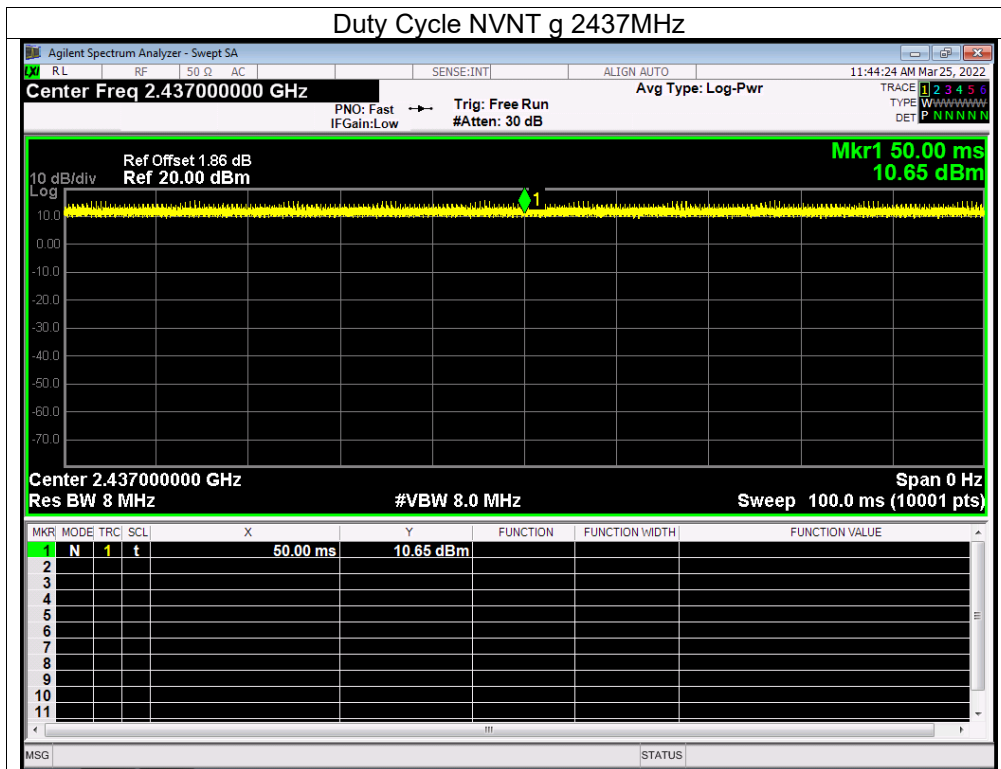 Duty Cycle NVNT g 2437MHz
Agilent Spectrum Analyzer - Swept SA
LXI RL RF 50 Ω AC SENSE:INT ALIGN AUTO 11:44:24 AM Mar 25, 2022
Center Freq 2.437000000 GHz Avg Type: Log-Pwr TRACE 1 2 3 4 5 6
PNO: Fast Trig: Free Run TYPE WWWWWW
IFGain:Low #Atten: 30 dB DET P N N N N N
Mkr1 50.00 ms
10.65 dBm
Ref Offset 1.86 dB
10 dB/div Ref 20.00 dBm
Log
1
10.0
0.00
-10.0
-20.0
-30.0
-40.0
-50.0
-60.0
-70.0
Center 2.437000000 GHz Span 0 Hz
Res BW 8 MHz #VBW 8.0 MHz Sweep 100.0 ms (10001 pts)
MKR MODE TRC SCL X Y FUNCTION FUNCTION WIDTH FUNCTION VALUE
1 N 1 t 50.00 ms 10.65 dBm
2
3
4
5
6
7
8
9
10
11
MSG STATUS